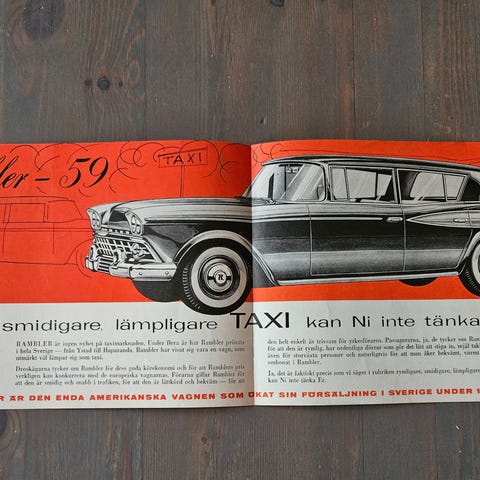 ler – 59
TAXI
R
smidigare, lämpligare TAXI kan Ni inte tänka
RAMBLER är ingen nyhet på taximarknaden. Under flera år har Rambler prövats
i hela Sverige — från Ystad till Haparanda. Rambler har visat sig vara en vagn, som
utmärkt väl lämpar sig som taxi.
Droskägarna tycker om Rambler för dess goda körekonomi och för att Ramblers pris
verkligen kan konkurrera med de europeiska vagnarnas. Förarna gillar Rambler för
att den är smidig och snabb i trafiken, för att den är lättkörd och bekväm — för att
den helt enkelt är trivsam för yrkesföraren. Passagerarna, ja, de tycker om
för att den är rymlig, har ordentliga dörrar som gör det lätt att stiga in, rejäl
även för storväxta personer och naturligtvis för att man åker bekvämt, varmt
ombonat i Rambler.
Ja, det är faktiskt precis som vi säger i rubriken rymligare, smidigare,
kan Ni inte tänka Er.
R ÄR DEN ENDA AMERIKANSKA VAGNEN SOM ÖKAT SIN FÖRSÄLJNING I SVERIGE UNDER 1